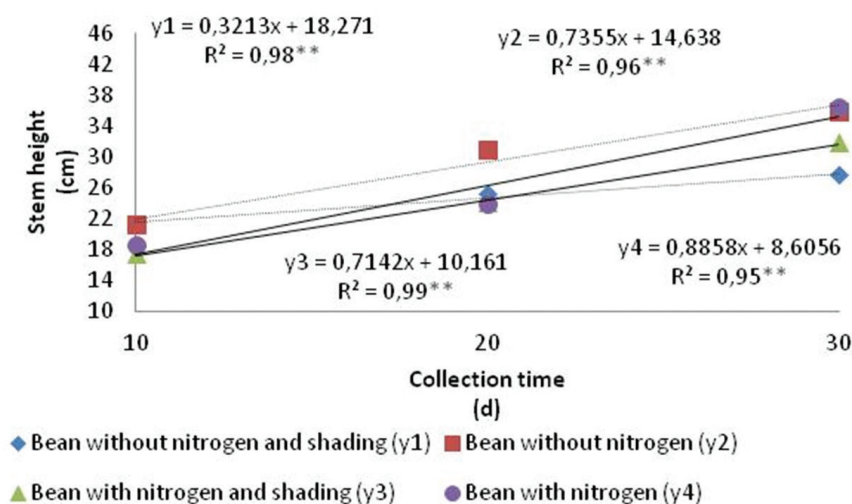 y1 = 0,3213x + 18,271
R² = 0,98**
y2 = 0,7355x + 14,638
R² = 0,96**
46
42
38
34
30
26
22
18
14
10
Stem height
(cm)
y3 = 0,7142x + 10,161
R² = 0,99**
y4 = 0,8858x + 8,6056
R² = 0,95**
10 20 30
Collection time
(d)
Bean without nitrogen and shading (y1) Bean without nitrogen (y2)
Bean with nitrogen and shading (y3) Bean with nitrogen (y4)